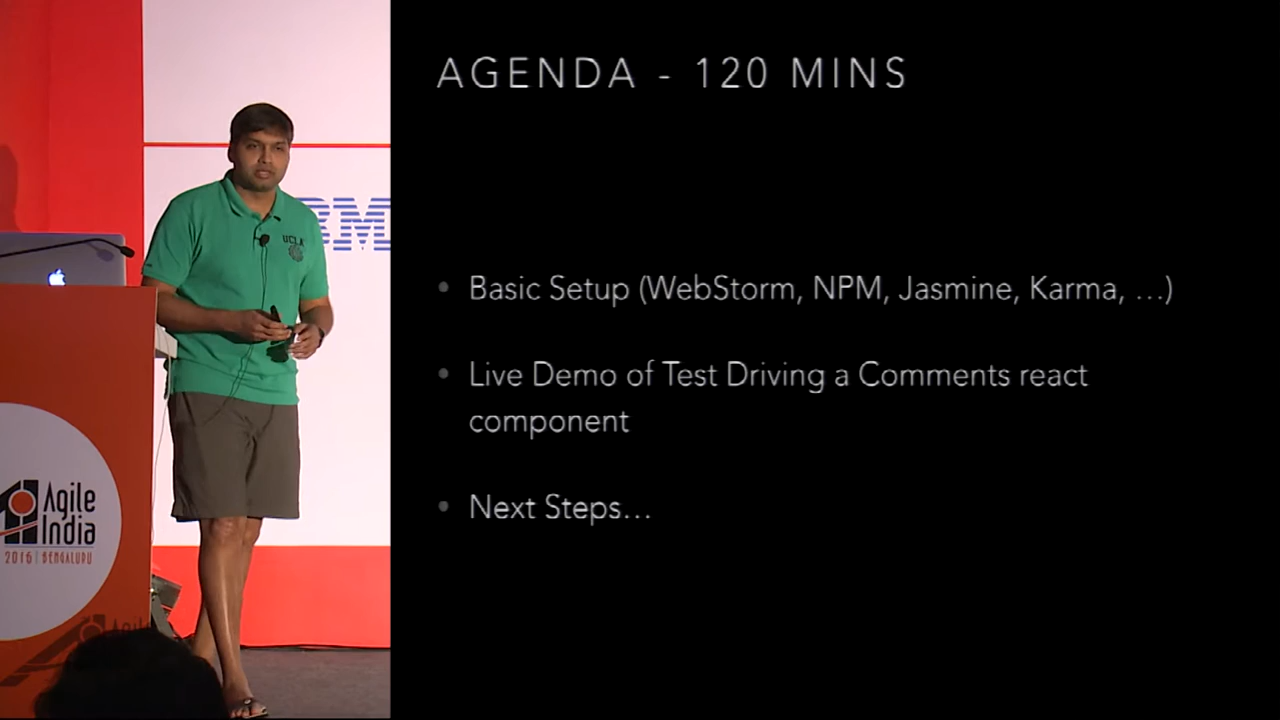 AGENDA - 120 MINS
• Basic Setup (WebStorm, NPM, Jasmine, Karma, ...)
• Live Demo of Test Driving a Comments react
component
• Next Steps...
UCLA
Agile
India
2016 | BENGALURU